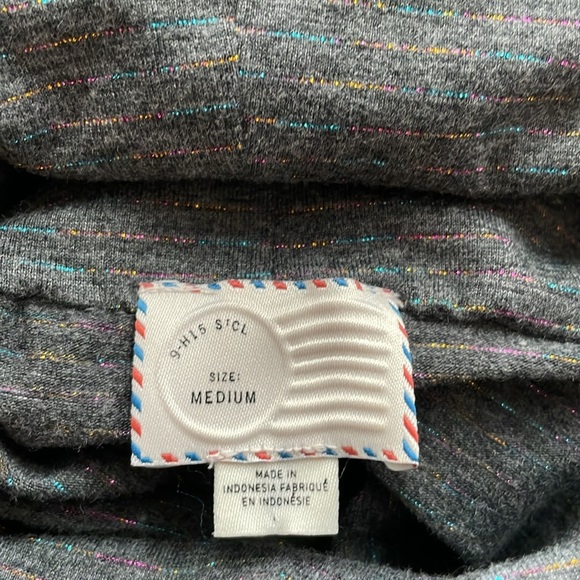 9-H15 STCL
SIZE:
MEDIUM
MADE IN
INDONESIA FABRIQUÉ
EN INDONÉSIE